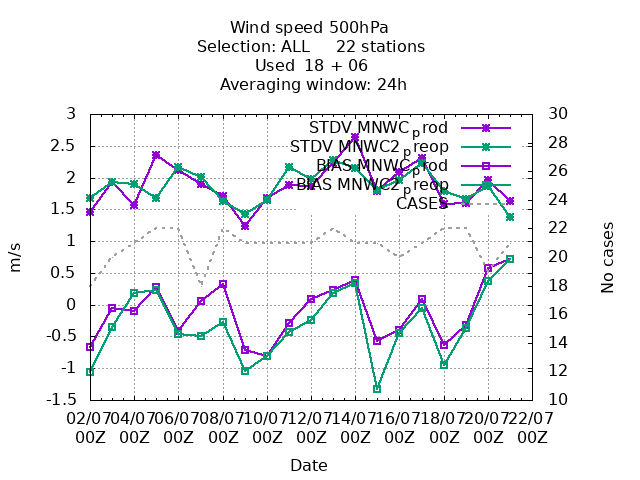 Wind speed 500hPa
Selection: ALL 22 stations
Used 18 + 06
Averaging window: 24h
3
2.5
2
1.5
1
0.5
0
-0.5
-1
-1.5
m/s
30
28
26
24
22
20
18
16
14
12
10
No cases
STDV MNWC_prod
STDV MNWC2_preop
BIAS MNWC_prod
BIAS MNWC2_preop
CASES
02/07 04/07 06/07 08/07 10/07 12/07 14/07 16/07 18/07 20/07 22/07
00Z 00Z 00Z 00Z 00Z 00Z 00Z 00Z 00Z 00Z 00Z
Date